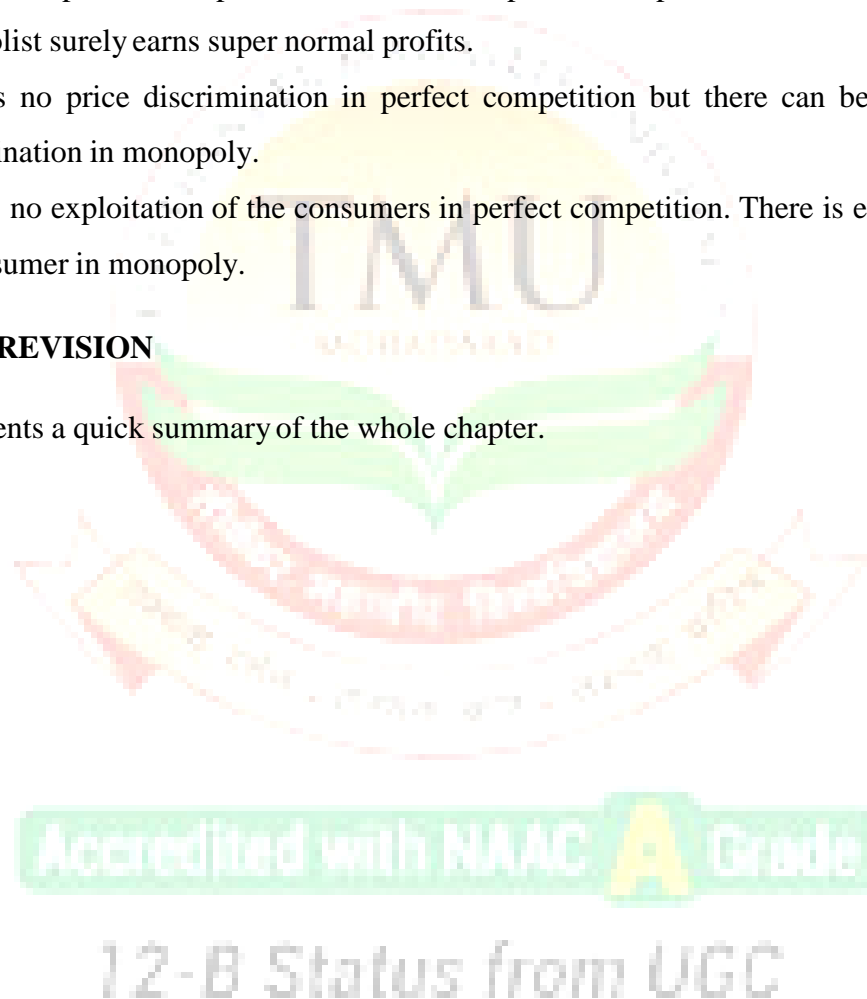 olist surely earns super normal profits.
s no price discrimination in perfect competition but there can be
ination in monopoly.
no exploitation of the consumers in perfect competition. There is e
sumer in monopoly.
TMU
MORADABAD
REVISION
ents a quick summary of the whole chapter.
Accredited with NAAC A Grade
12-B Status from UGC